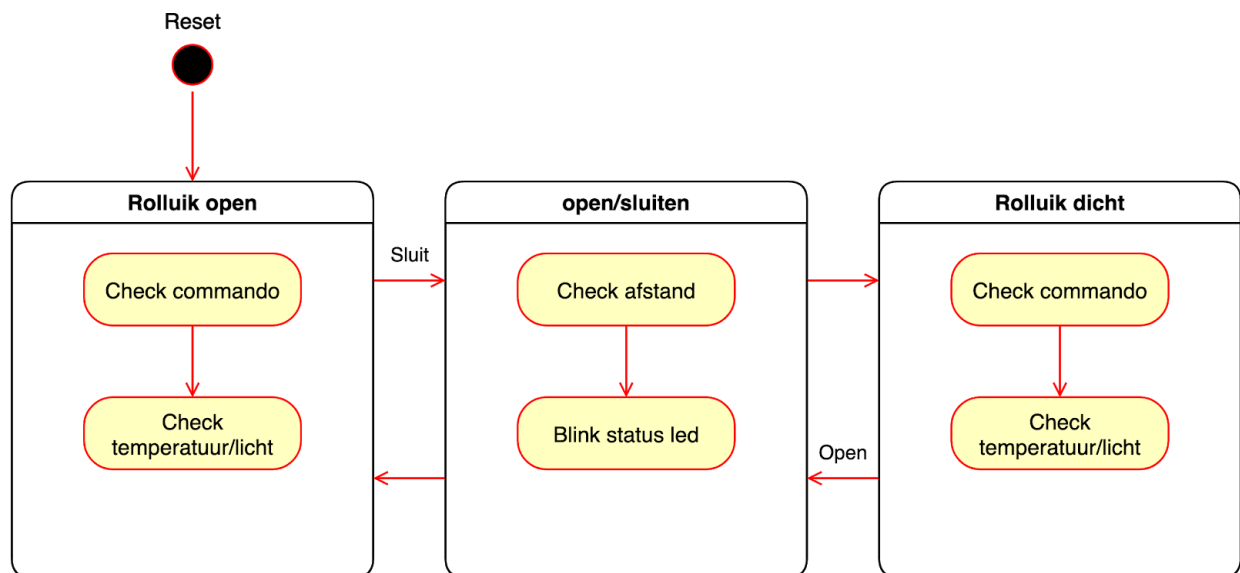 Reset
Rolluik open
open/sluiten
Rolluik dicht
Sluit
Check commando
Check afstand
Check commando
Check
temperatuur/licht
Blink status led
Check
temperatuur/licht
Open